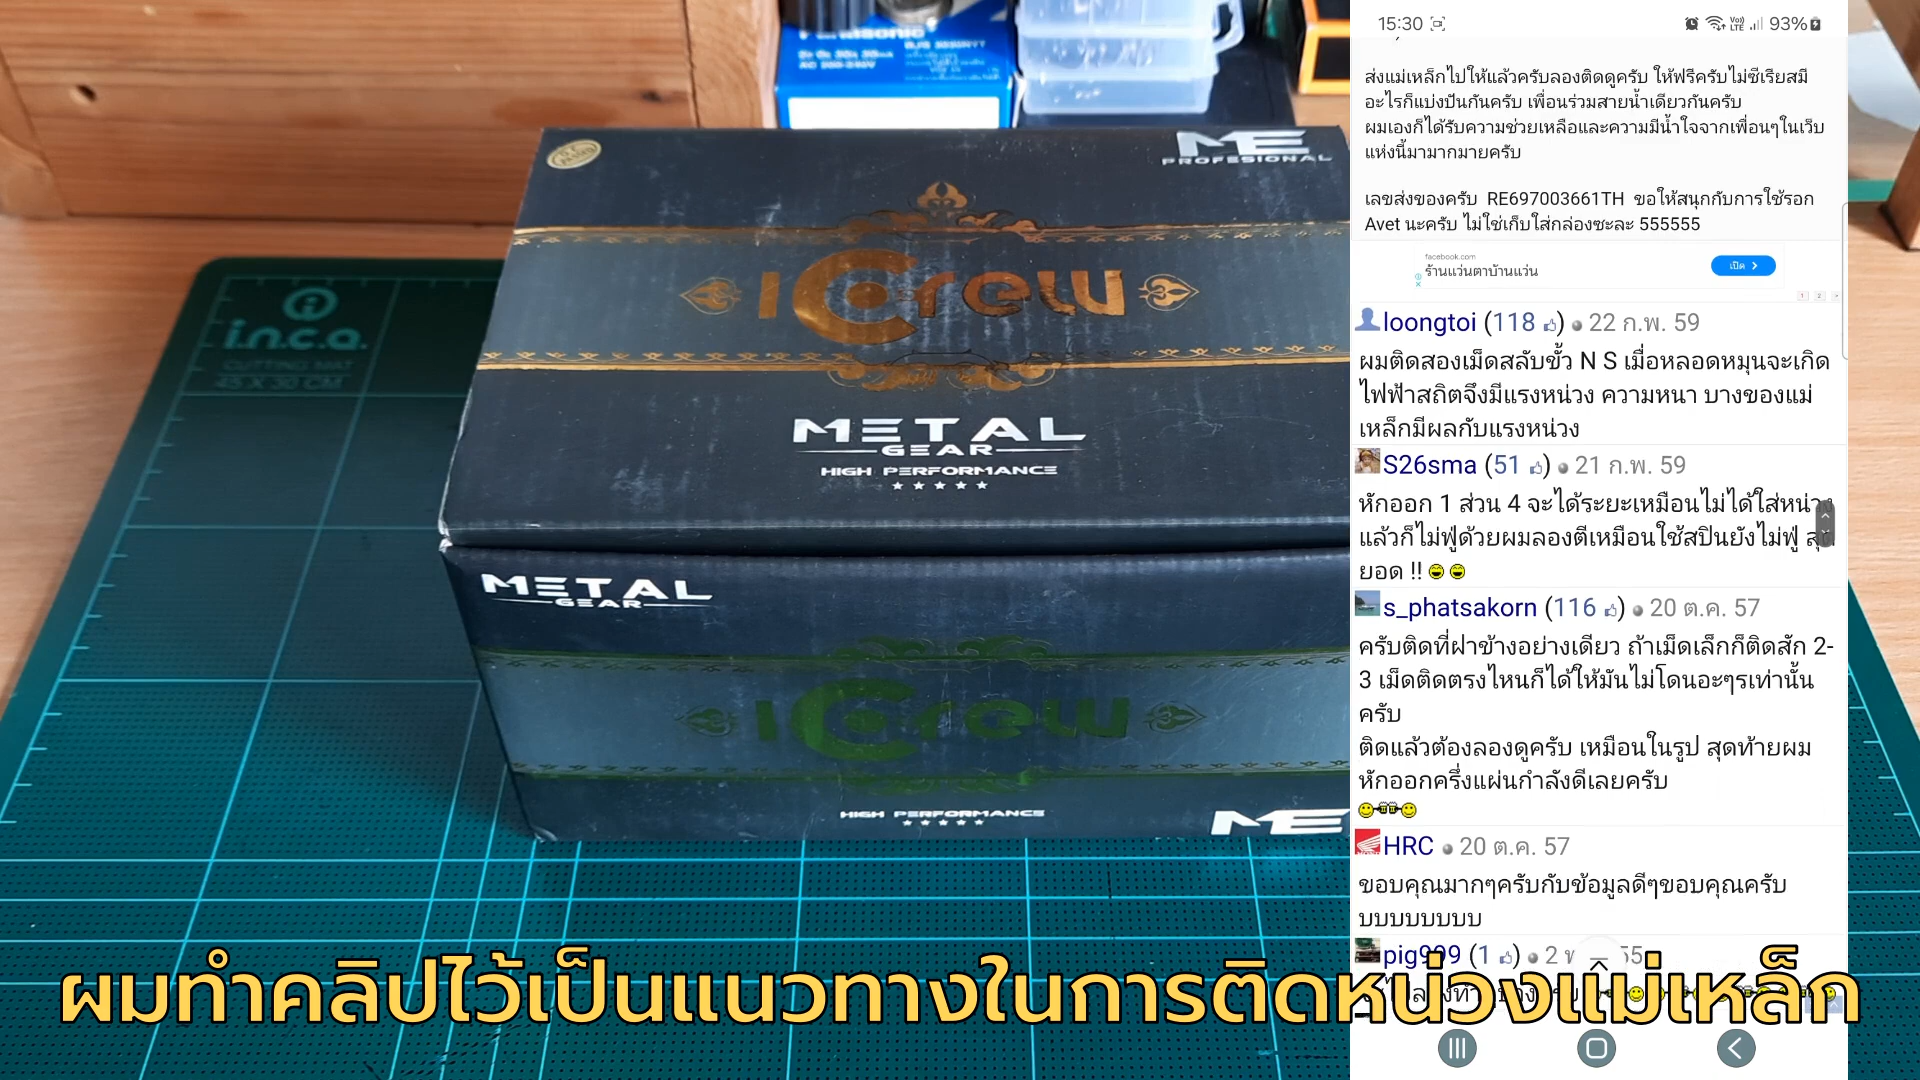 Panasonic
ME
PROFESIONAL
i.n.c.a.
CUTTING MAT
45 X 30 CM
I Crew
METAL
GEAR
HIGH PERFORMANCE
METAL
GEAR
I Crew
HIGH PERFORMANCE
ME
15:30
93%
ส่งแม่เหล็กไปให้แล้วครับลองติดดูครับ ให้ฟรีครับไม่ซีเรียสมี
อะไรก็แบ่งปันกันครับ เพื่อนร่วมสายน้ำเดียวกันครับ
ผมเองก็ได้รับความช่วยเหลือและความมีน้ำใจจากเพื่อนๆในเว็บ
แห่งนี้มามากมายครับ
เลขส่งของครับ RE697003661TH ขอให้สนุกกับการใช้รอก
Avet นะครับ ไม่ใช่เก็บใส่กล่องซะละ 555555
facebook.com
ร้านแว่นตาบ้านแว่น
เปิด
loongtoi (118) 22 ก.พ. 59
ผมติดสองเม็ดสลับขั้ว N S เมื่อหลอดหมุนจะเกิด
ไฟฟ้าสถิตจึงมีแรงหน่วง ความหนา บางของแม่
เหล็กมีผลกับแรงหน่วง
S26sma (51) 21 ก.พ. 59
หักออก 1 ส่วน 4 จะได้ระยะเหมือนไม่ได้ใส่หน่วง
แล้วก็ไม่ฟู่ด้วยผมลองตีเหมือนใช้สปินยังไม่ฟู่ สุด
ยอด !!
s_phatsakorn (116) 20 ต.ค. 57
ครับติดที่ฝาข้างอย่างเดียว ถ้าเม็ดเล็กก็ติดสัก 2-
3 เม็ดติดตรงไหนก็ได้ให้มันไม่โดนอะๆรเท่านั้น
ครับ
ติดแล้วต้องลองดูครับ เหมือนในรูป สุดท้ายผม
หักออกครึ่งแผ่นกำลังดีเลยครับ
HRC 20 ต.ค. 57
ขอบคุณมากๆครับกับข้อมูลดีๆขอบคุณครับ
บบบบบบบบ
pig999 (1)
ผมทำคลิปไว้เป็นแนวทางในการติดหน่วงแม่เหล็ก